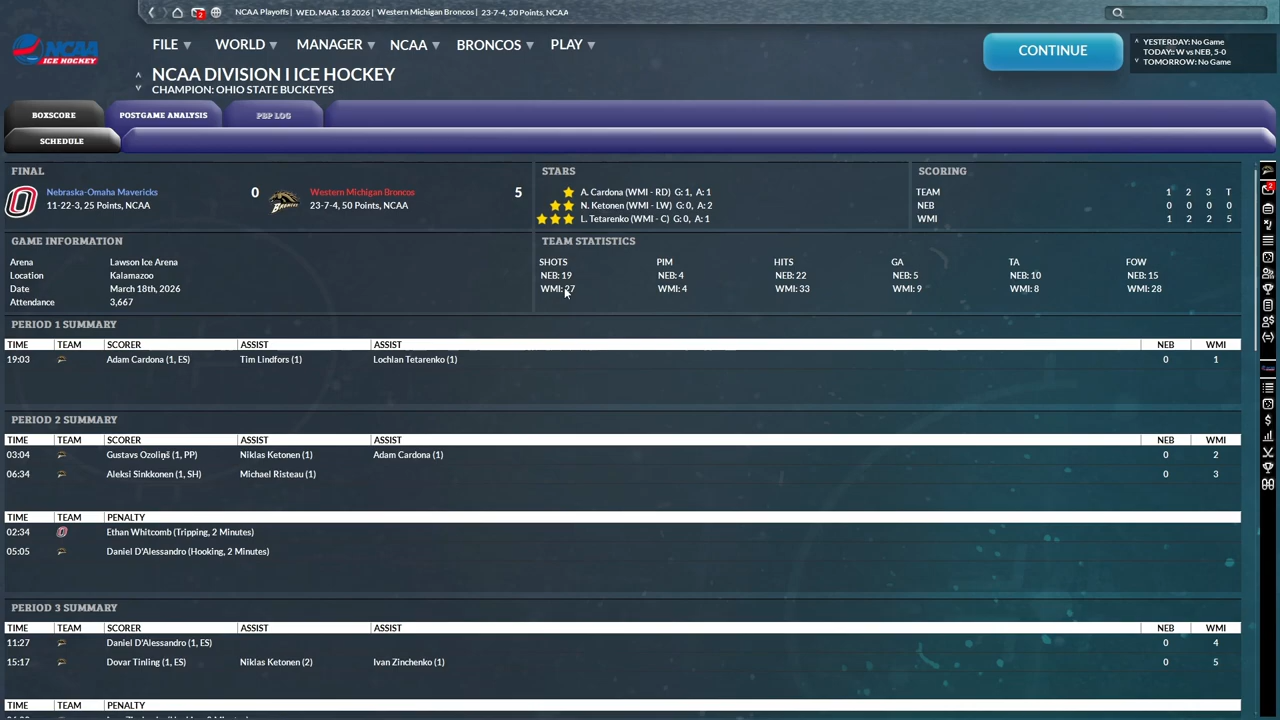 NCAA Playoffs | WED. MAR. 18 2026 | Western Michigan Broncos | 23-7-4, 50 Points, NCAA
2
FILE WORLD MANAGER NCAA BRONCOS PLAY
CONTINUE
YESTERDAY: No Game
TODAY: W vs NEB, 5-0
TOMORROW: No Game
NCAA
ICE HOCKEY
NCAA DIVISION I ICE HOCKEY
CHAMPION: OHIO STATE BUCKEYES
BOXSCORE POSTGAME ANALYSIS PBP LOG
SCHEDULE
FINAL
Nebraska-Omaha Mavericks 0 Western Michigan Broncos 5
11-22-3, 25 Points, NCAA 23-7-4, 50 Points, NCAA
STARS
A. Cardona (WMI - RD) G: 1, A: 1
N. Ketonen (WMI - LW) G: 0, A: 2
L. Tetarenko (WMI - C) G: 0, A: 1
SCORING
TEAM 1 2 3 T
NEB 0 0 0 0
WMI 1 2 2 5
2
GAME INFORMATION
Arena Lawson Ice Arena
Location Kalamazoo
Date March 18th, 2026
Attendance 3,667
TEAM STATISTICS
SHOTS PIM HITS GA TA FOW
NEB: 19 NEB: 4 NEB: 22 NEB: 5 NEB: 10 NEB: 15
WMI: 27 WMI: 4 WMI: 33 WMI: 9 WMI: 8 WMI: 28
PERIOD 1 SUMMARY
TIME TEAM SCORER ASSIST ASSIST NEB WMI
19:03 Adam Cardona (1, ES) Tim Lindfors (1) Lochlan Tetarenko (1) 0 1
PERIOD 2 SUMMARY
TIME TEAM SCORER ASSIST ASSIST NEB WMI
03:04 Gustavs Ozoliņš (1, PP) Niklas Ketonen (1) Adam Cardona (1) 0 2
06:34 Aleksi Sinkkonen (1, SH) Michael Risteau (1) 0 3
TIME TEAM PENALTY
02:34 Ethan Whitcomb (Tripping, 2 Minutes)
05:05 Daniel D'Alessandro (Hooking, 2 Minutes)
PERIOD 3 SUMMARY
TIME TEAM SCORER ASSIST ASSIST NEB WMI
11:27 Daniel D'Alessandro (1, ES) 0 4
15:17 Dovar Tinling (1, ES) Niklas Ketonen (2) Ivan Zinchenko (1) 0 5
TIME TEAM PENALTY